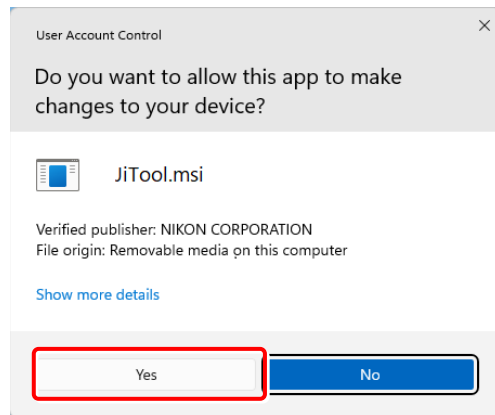 User Account Control
Do you want to allow this app to make
changes to your device?
JiTool.msi
Verified publisher: NIKON CORPORATION
File origin: Removable media on this computer
Show more details
Yes
No